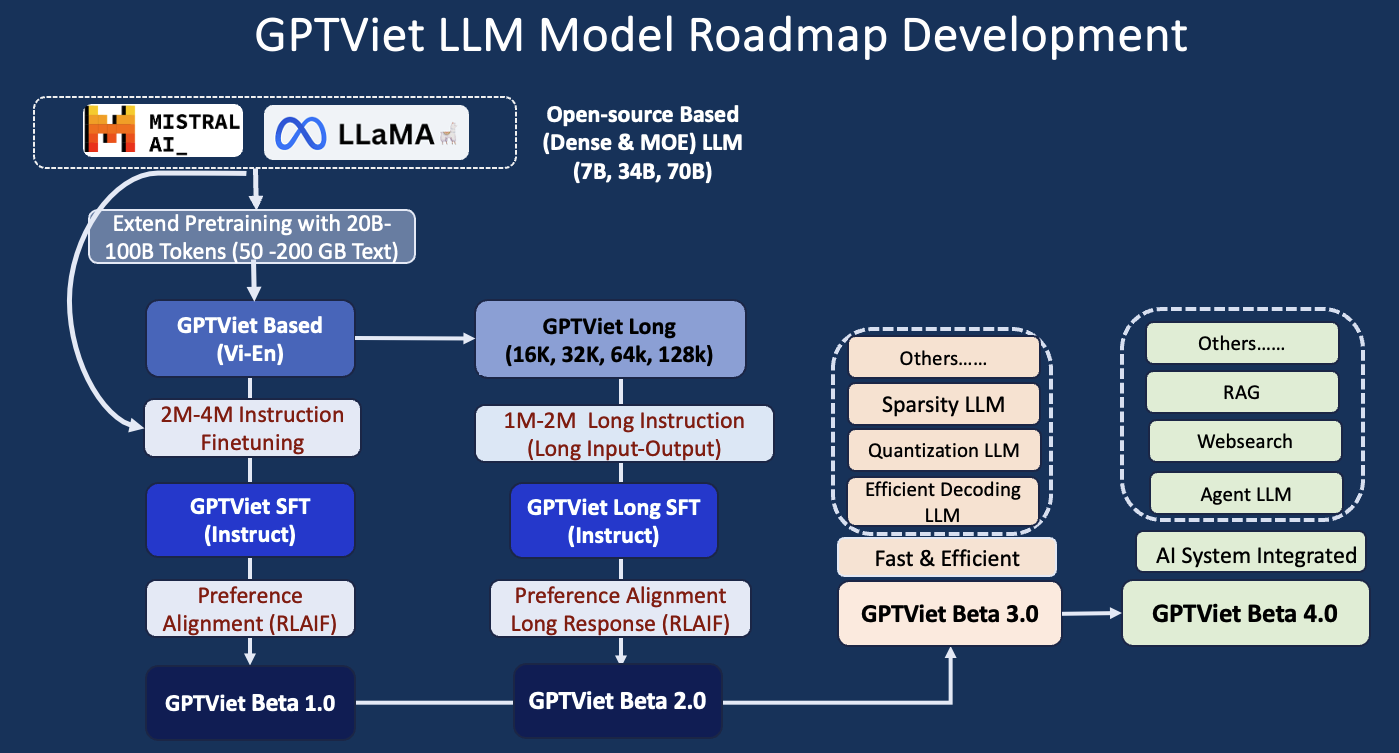 GPTViet LLM Model Roadmap Development
MISTRAL
AI_
LLaMA
Open-source Based
(Dense & MOE) LLM
(7B, 34B, 70B)
Extend Pretraining with 20B-
100B Tokens (50 -200 GB Text)
GPTViet Based
(Vi-En)
2M-4M Instruction
Finetuning
GPTViet SFT
(Instruct)
Preference
Alignment (RLAIF)
GPTViet Beta 1.0
GPTViet Long
(16K, 32K, 64k, 128k)
1M-2M Long Instruction
(Long Input-Output)
GPTViet Long SFT
(Instruct)
Preference Alignment
Long Response (RLAIF)
GPTViet Beta 2.0
Others……
Sparsity LLM
Quantization LLM
Efficient Decoding
LLM
Fast & Efficient
GPTViet Beta 3.0
Others……
RAG
Websearch
Agent LLM
AI System Integrated
GPTViet Beta 4.0